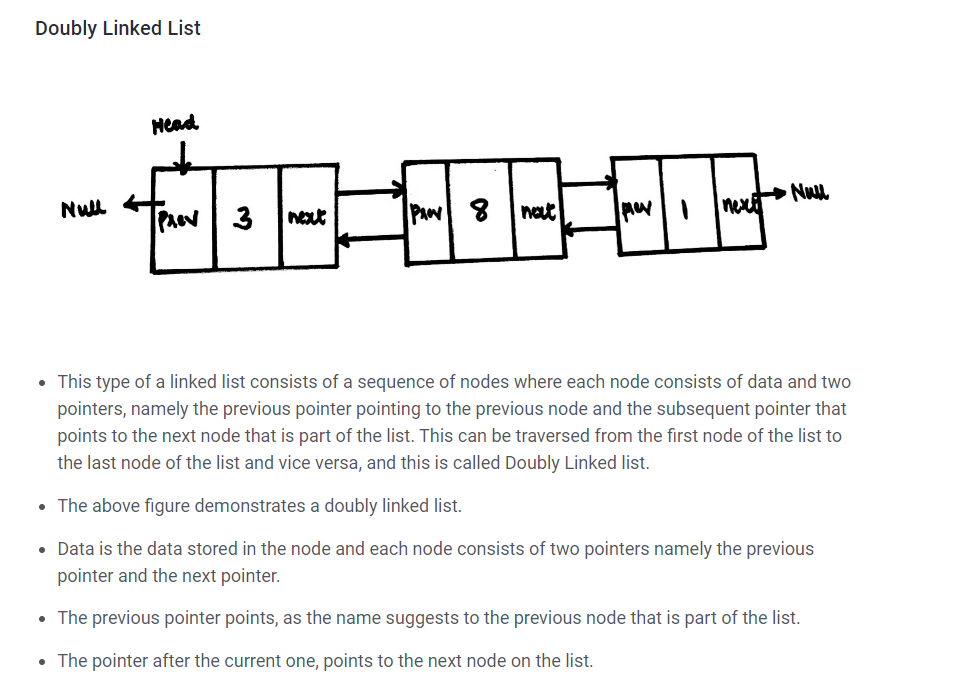 Doubly Linked List
Head
Null Prev 3 next Prev 8 next prev 1 next Null
• This type of a linked list consists of a sequence of nodes where each node consists of data and two
pointers, namely the previous pointer pointing to the previous node and the subsequent pointer that
points to the next node that is part of the list. This can be traversed from the first node of the list to
the last node of the list and vice versa, and this is called Doubly Linked list.
• The above figure demonstrates a doubly linked list.
• Data is the data stored in the node and each node consists of two pointers namely the previous
pointer and the next pointer.
• The previous pointer points, as the name suggests to the previous node that is part of the list.
• The pointer after the current one, points to the next node on the list.